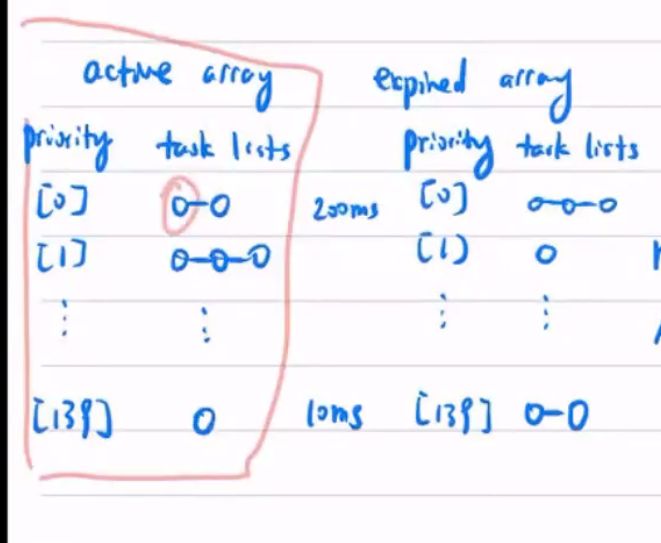 active array expired array
priority task lists priority task lists
[0] 200ms [0]
[1] [1]
[139] 10ms [139]